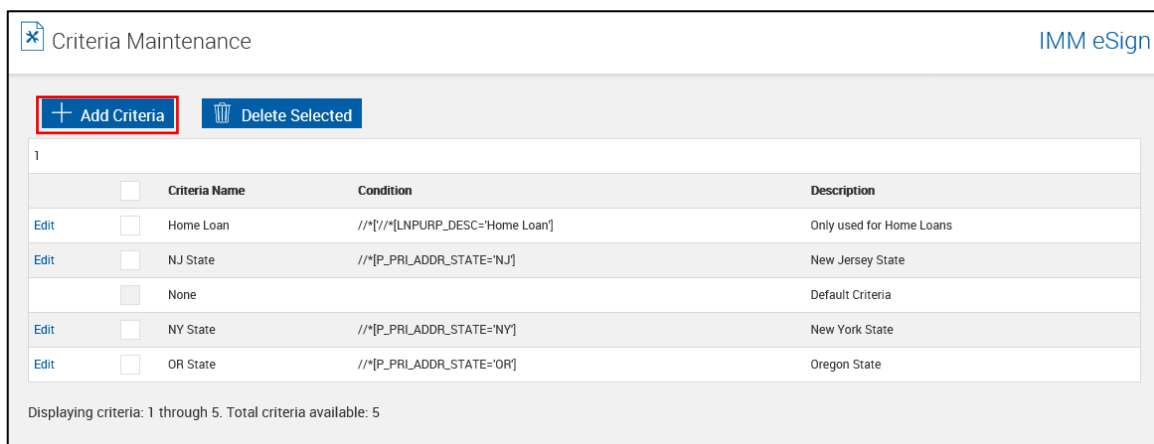 Criteria Maintenance IMM eSign
Add Criteria Delete Selected
1
Criteria Name Condition Description
Edit Home Loan //*['//*[LNPURP_DESC='Home Loan'] Only used for Home Loans
Edit NJ State //*[P_PRI_ADDR_STATE='NJ'] New Jersey State
None Default Criteria
Edit NY State //*[P_PRI_ADDR_STATE='NY'] New York State
Edit OR State //*[P_PRI_ADDR_STATE='OR'] Oregon State
Displaying criteria: 1 through 5. Total criteria available: 5